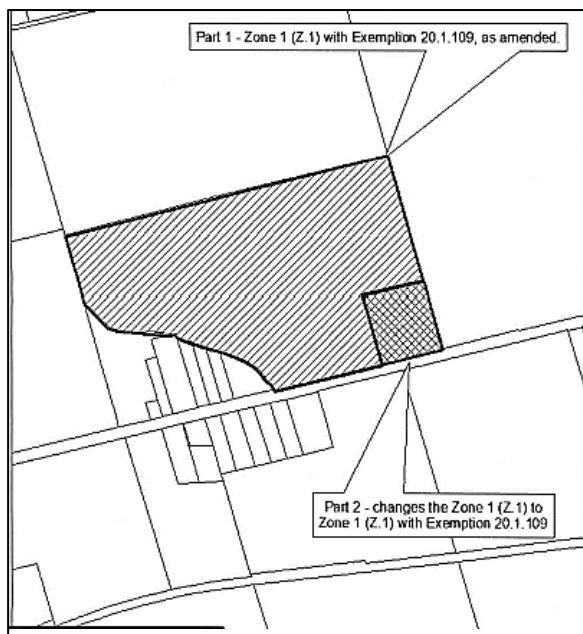 Part 1 - Zone 1 (Z.1) with Exemption 20.1.109, as amended.
Part 2 - changes the Zone 1 (Z.1) to
Zone 1 (Z.1) with Exemption 20.1.109